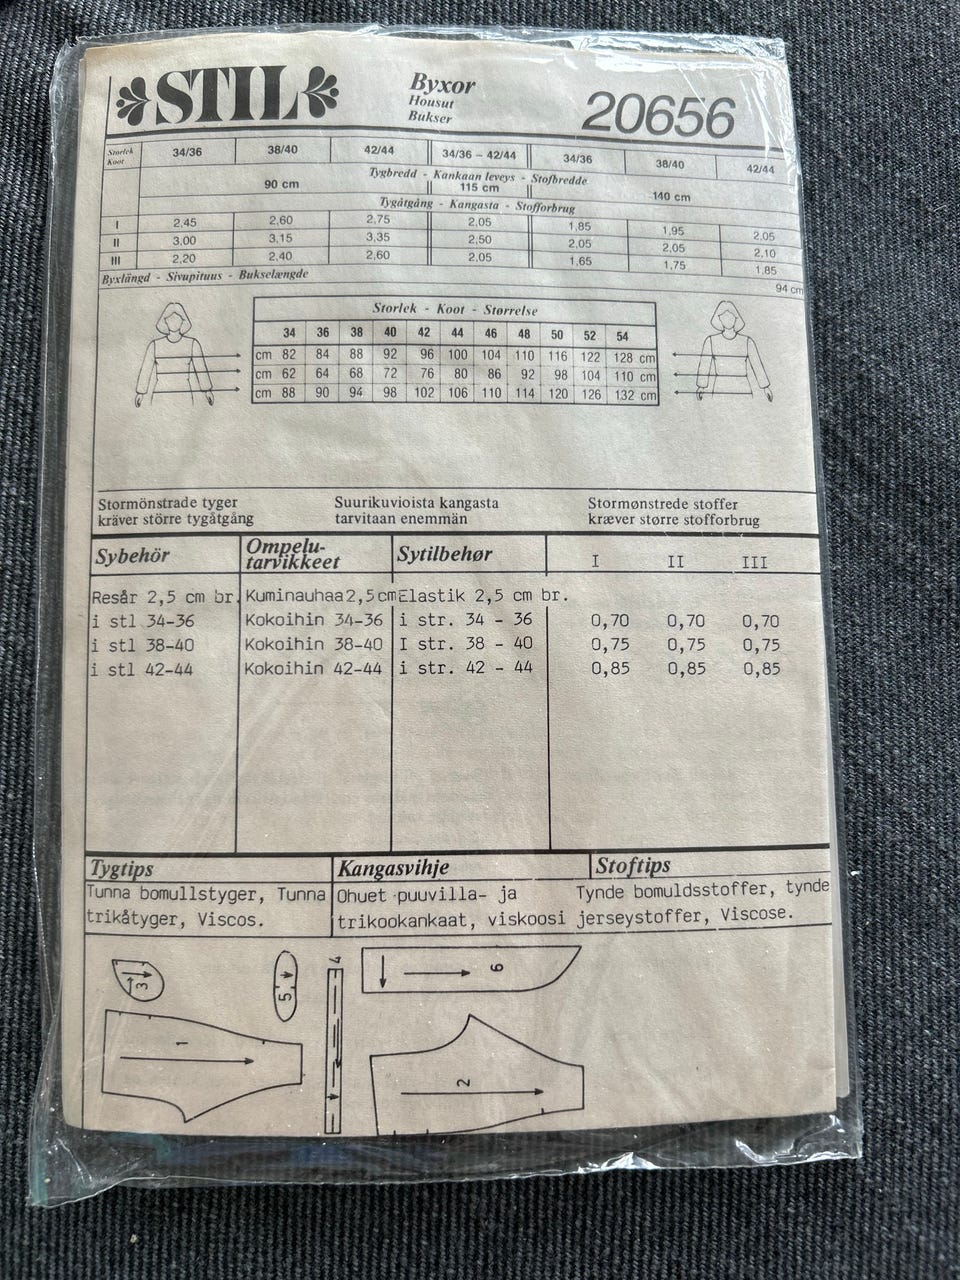 STIL
Byxor
Housut
Bukser
20656
Storlek
Koot
34/36 38/40 42/44 34/36 – 42/44 34/36 38/40 42/44
Tygbredd - Kankaan leveys - Stofbredde
90 cm 115 cm 140 cm
Tygåtgång - Kangasta - Stofforbrug
I 2,45 2,60 2,75 2,05 1,85 1,95 2,05
II 3,00 3,15 3,35 2,50 2,05 2,05 2,10
III 2,20 2,40 2,60 2,05 1,65 1,75 1,85
Byxlängd - Sivupituus - Bukselængde 94 cm
Storlek - Koot - Størrelse
34 36 38 40 42 44 46 48 50 52 54
cm 82 84 88 92 96 100 104 110 116 122 128 cm
cm 62 64 68 72 76 80 86 92 98 104 110 cm
cm 88 90 94 98 102 106 110 114 120 126 132 cm
Stormönstrade tyger
kräver större tygåtgång
Suurikuvioista kangasta
tarvitaan enemmän
Stormønstrede stoffer
kræver større stofforbrug
Sybehör
Ompelu-
tarvikkeet
Sytilbehør
I II III
Resår 2,5 cm br. Kuminauhaa2,5cm Elastik 2,5 cm br.
i stl 34-36 Kokoihin 34-36 i str. 34 - 36 0,70 0,70 0,70
i stl 38-40 Kokoihin 38-40 I str. 38 - 40 0,75 0,75 0,75
i stl 42-44 Kokoihin 42-44 i str. 42 - 44 0,85 0,85 0,85
Tygtips
Tunna bomullstyger, Tunna
trikåtyger, Viscos.
Kangasvihje
Ohuet puuvilla- ja
trikookankaat, viskoosi
Stoftips
Tynde bomuldsstoffer, tynde
jerseystoffer, Viscose.
3
5
4
6
1
2